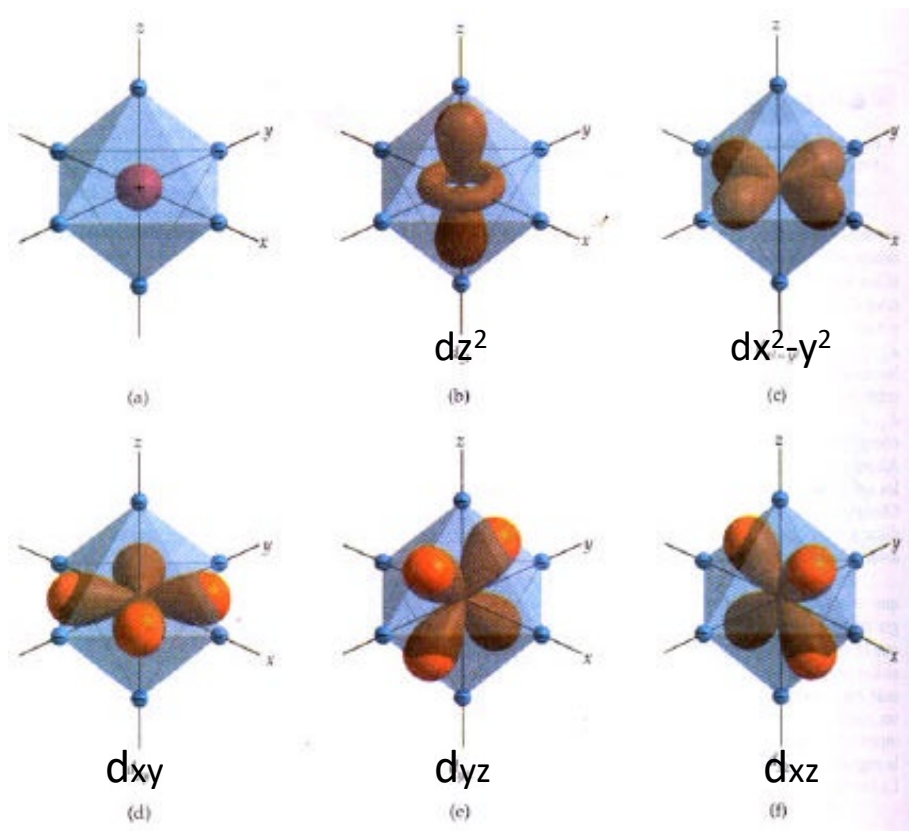 z z z
y y y
x x x
dz² dx²-y²
(a) (b) (c)
z z z
y y y
x x x
dxy dyz dxz
(d) (e) (f)